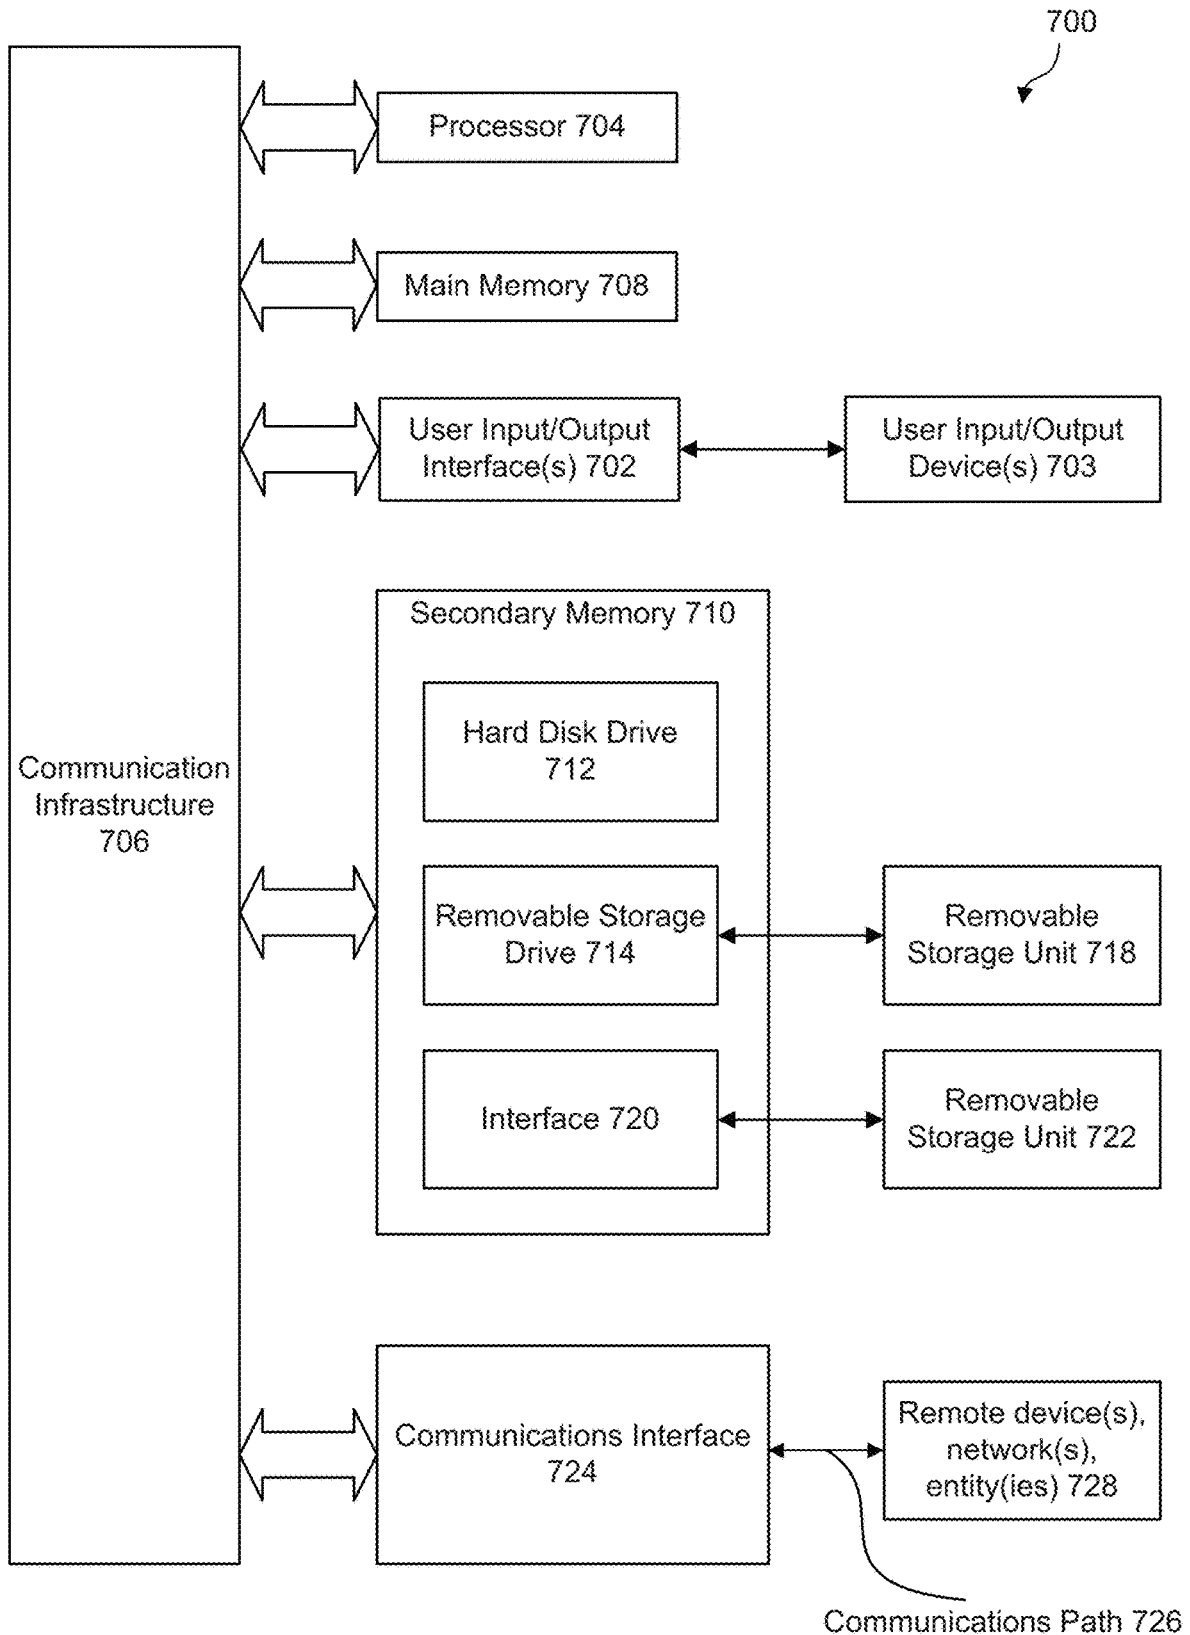 700
Processor 704
Main Memory 708
User Input/Output
Interface(s) 702
User Input/Output
Device(s) 703
Secondary Memory 710
Hard Disk Drive
712
Communication
Infrastructure
706
Removable Storage
Drive 714
Removable
Storage Unit 718
Interface 720
Removable
Storage Unit 722
Communications Interface
724
Remote device(s),
network(s),
entity(ies) 728
Communications Path 726